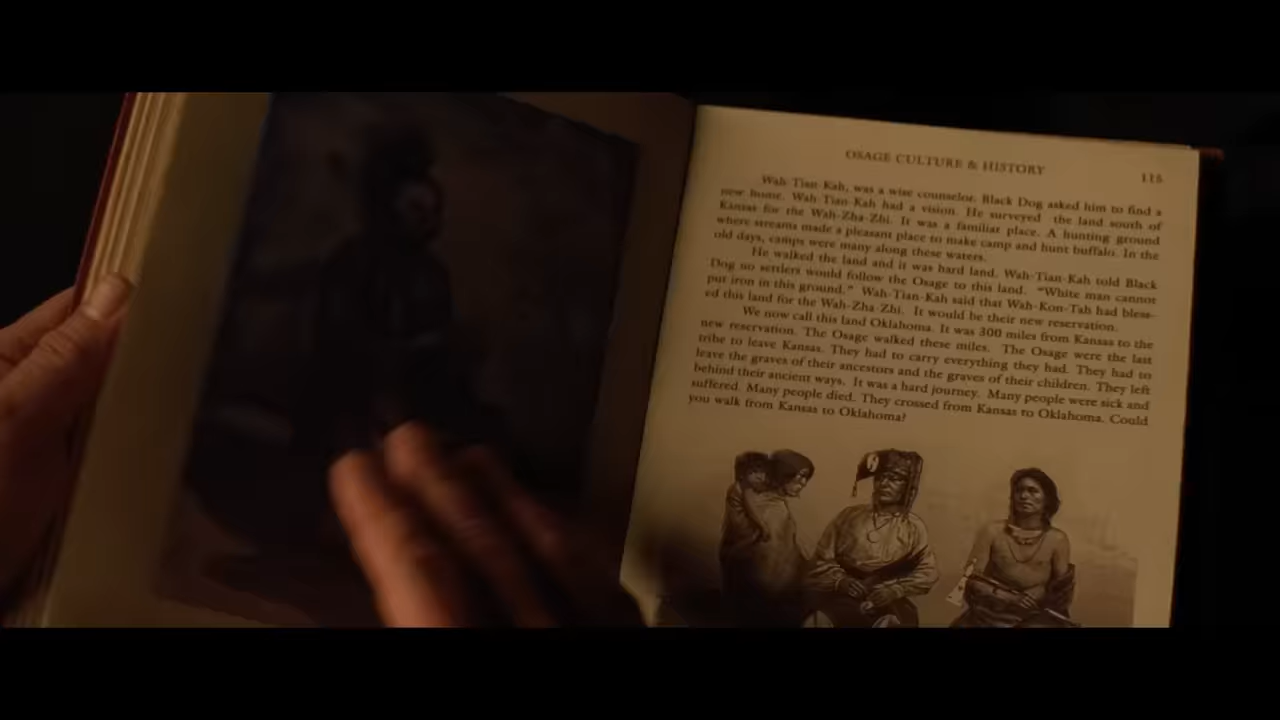 OSAGE CULTURE & HISTORY
115
Wah-Tian-Kah, was a wise counselor. Black Dog asked him to find a
new home. Wah-Tian-Kah had a vision. He surveyed the land south of
Kansas for the Wah-Zha-Zhi. It was a familiar place. A hunting ground
where streams made a pleasant place to make camp and hunt buffalo. In the
old days, camps were many along these waters.
He walked the land and it was hard land. Wah-Tian-Kah told Black
Dog no settlers would follow the Osage to this land. "White man cannot
put iron in this ground." Wah-Tian-Kah said that Wah-Kon-Tah had bless-
ed this land for the Wah-Zha-Zhi. It would be their new reservation.
We now call this land Oklahoma. It was 300 miles from Kansas to the
new reservation. The Osage walked these miles. The Osage were the last
tribe to leave Kansas. They had to carry everything they had. They had to
leave the graves of their ancestors and the graves of their children. They left
behind their ancient ways. It was a hard journey. Many people were sick and
suffered. Many people died. They crossed from Kansas to Oklahoma. Could
you walk from Kansas to Oklahoma?